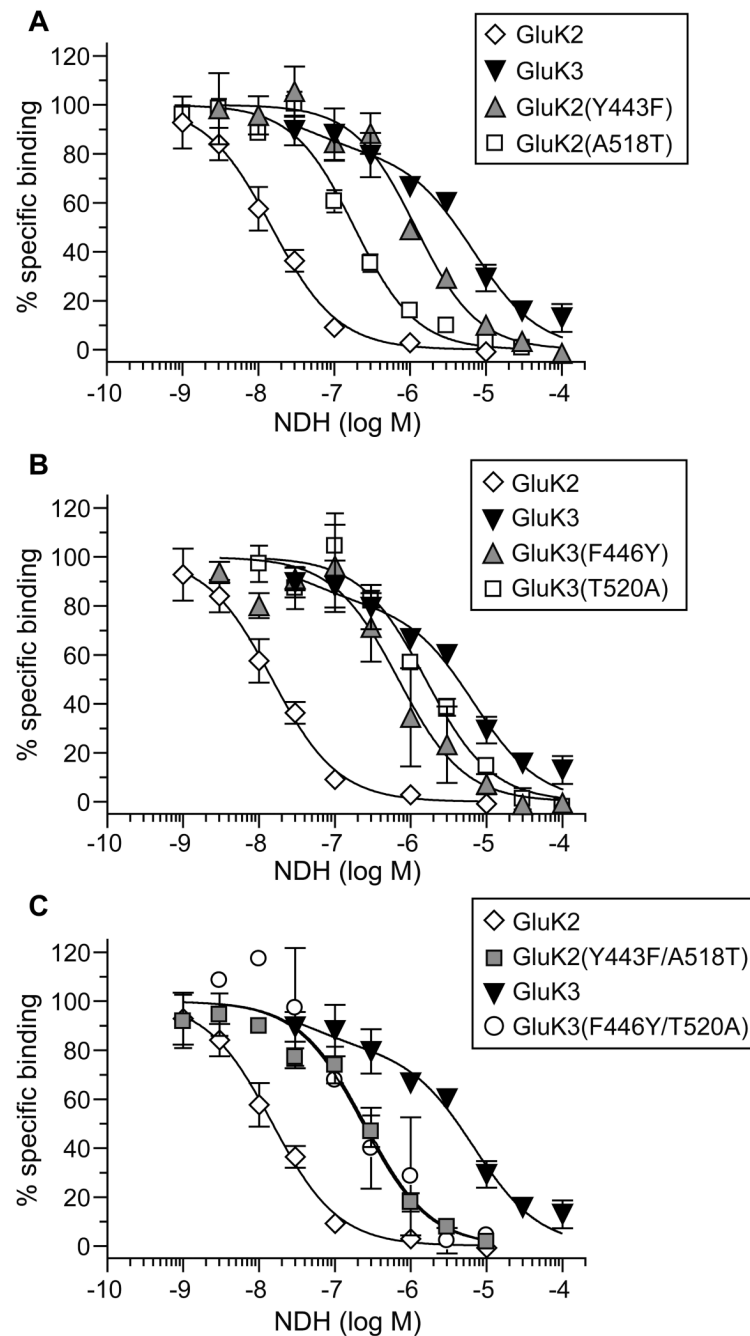 A
120
100
80
60
40
20
0
% specific binding
-10 -9 -8 -7 -6 -5 -4
NDH (log M)
GluK2
GluK3
GluK2(Y443F)
GluK2(A518T)
B
120
100
80
60
40
20
0
% specific binding
-10 -9 -8 -7 -6 -5 -4
NDH (log M)
GluK2
GluK3
GluK3(F446Y)
GluK3(T520A)
C
120
100
80
60
40
20
0
% specific binding
-10 -9 -8 -7 -6 -5 -4
NDH (log M)
GluK2
GluK2(Y443F/A518T)
GluK3
GluK3(F446Y/T520A)